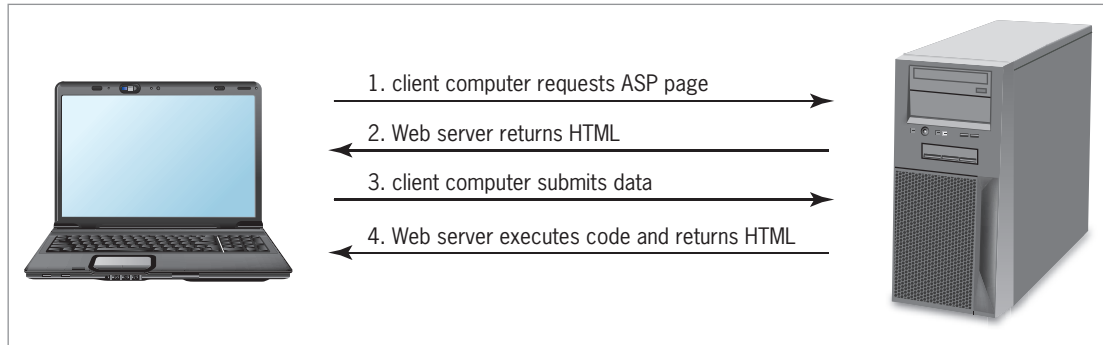 1. client computer requests ASP page
2. Web server returns HTML
3. client computer submits data
4. Web server executes code and returns HTML